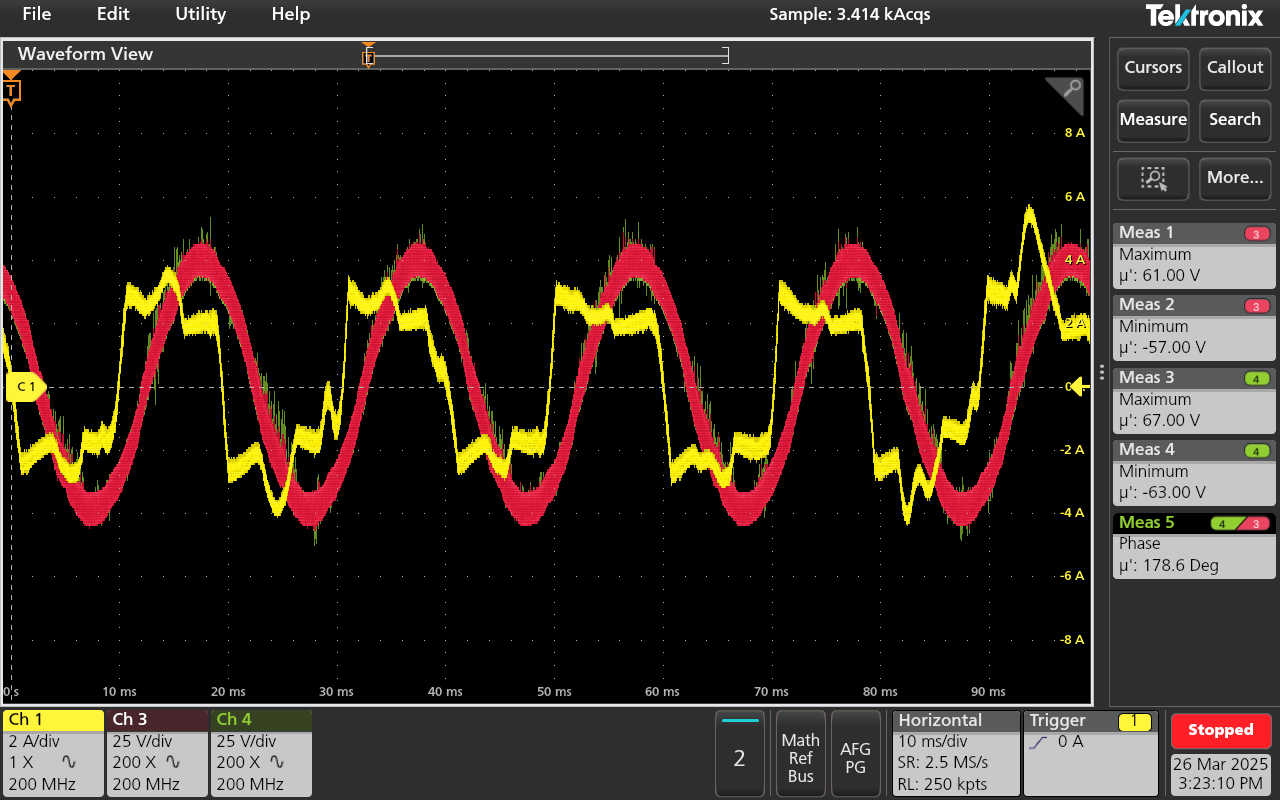 File Edit Utility Help Sample: 3.414 kAcqs Tektronix
Waveform View
T
T
Cursors Callout
Measure Search
More...
8 A
6 A
4 A
2 A
0
-2 A
-4 A
-6 A
-8 A
C 1
Meas 1 3
Maximum
µ': 61.00 V
Meas 2 3
Minimum
µ': -57.00 V
Meas 3 4
Maximum
µ': 67.00 V
Meas 4 4
Minimum
µ': -63.00 V
Meas 5 4 3
Phase
µ': 178.6 Deg
0 s 10 ms 20 ms 30 ms 40 ms 50 ms 60 ms 70 ms 80 ms 90 ms
Ch 1
2 A/div
1 X
200 MHz
Ch 3
25 V/div
200 X
200 MHz
Ch 4
25 V/div
200 X
200 MHz
2
Math
Ref
Bus
AFG
PG
Horizontal
10 ms/div
SR: 2.5 MS/s
RL: 250 kpts
Trigger 1
0 A
Stopped
26 Mar 2025
3:23:10 PM